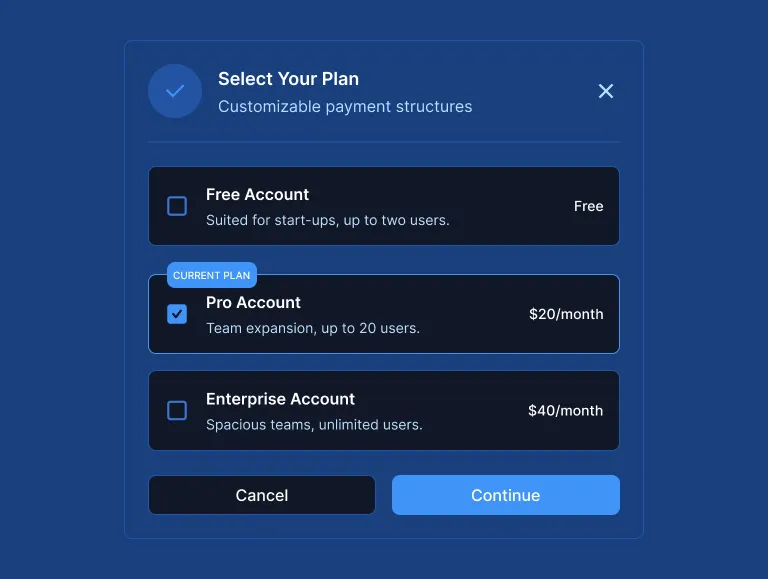 Select Your Plan
Customizable payment structures
Free Account
Suited for start-ups, up to two users.
Free
CURRENT PLAN
Pro Account
Team expansion, up to 20 users.
$20/month
Enterprise Account
Spacious teams, unlimited users.
$40/month
Cancel
Continue